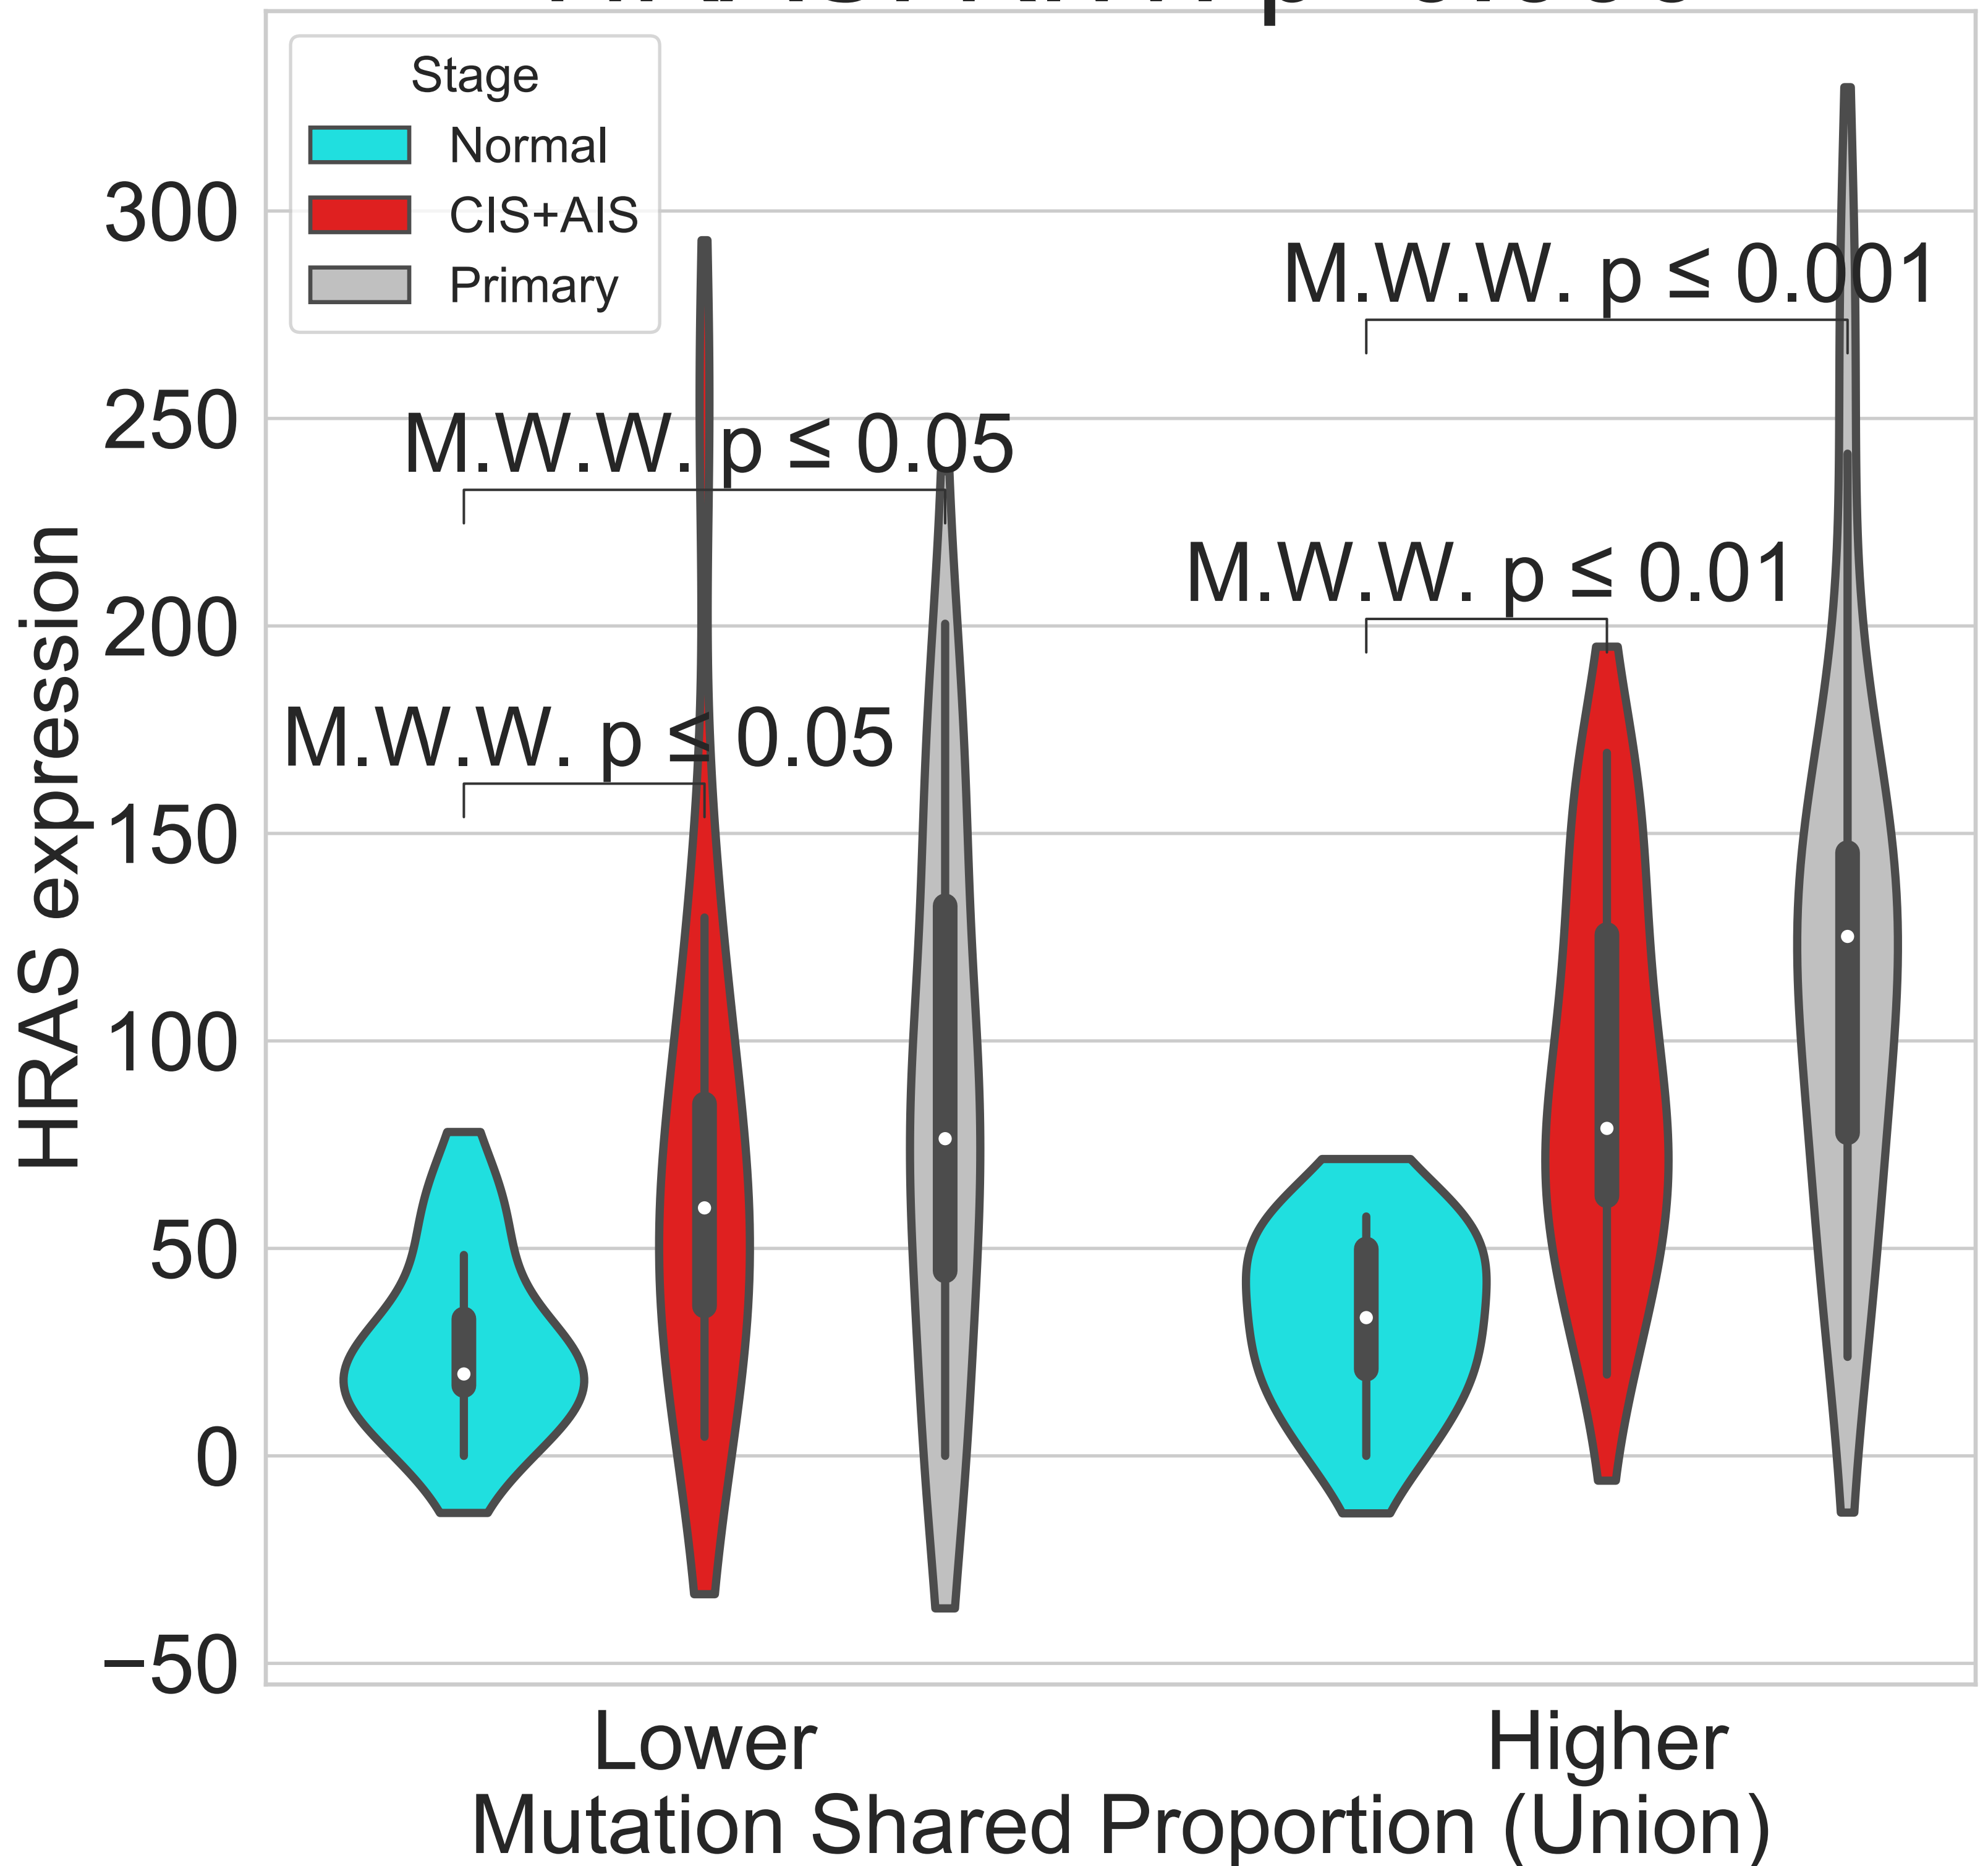 Stage
Normal
CIS+AIS
Primary
M.W.W. p ≤ 0.001
M.W.W. p ≤ 0.05
M.W.W. p ≤ 0.01
M.W.W. p ≤ 0.05
HRAS expression
300
250
200
150
100
50
0
−50
Lower
Higher
Mutation Shared Proportion (Union)